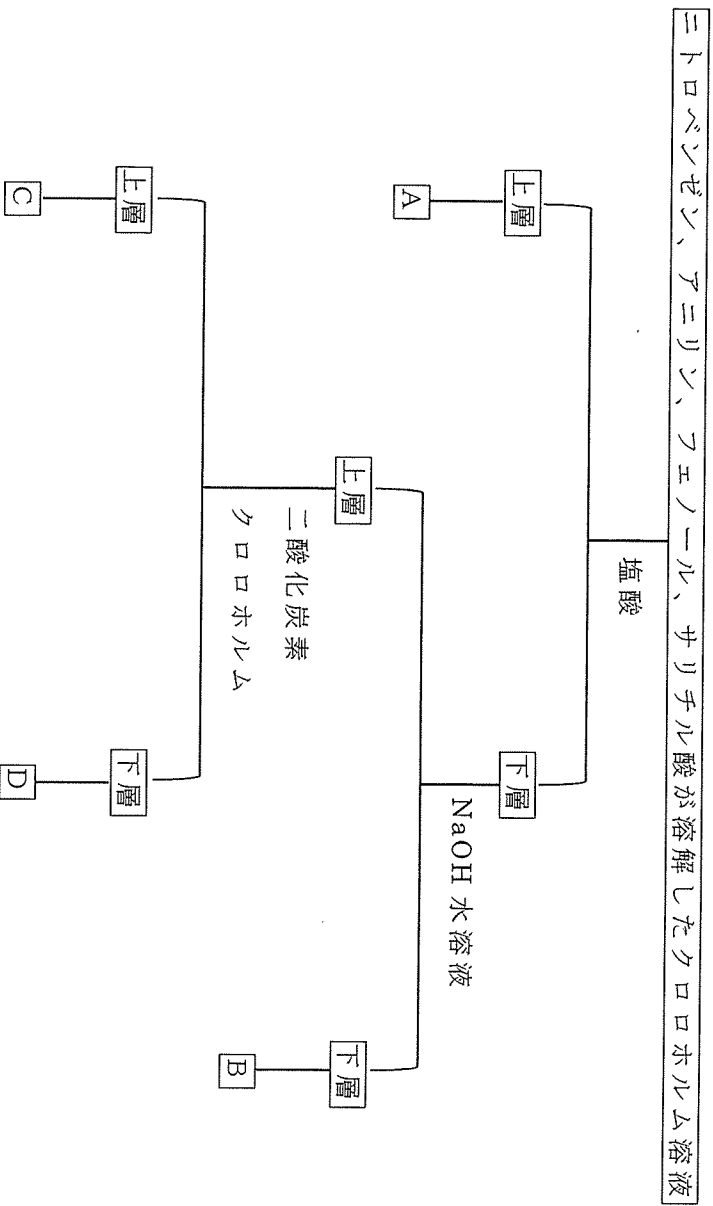 ニトロベンゼン、アニリン、フェノール、サリチル酸が溶解したクロロホルム溶液
塩酸
上層
下層
A
NaOH 水溶液
上層
下層
二酸化炭素
クロロホルム
B
上層
下層
C
D